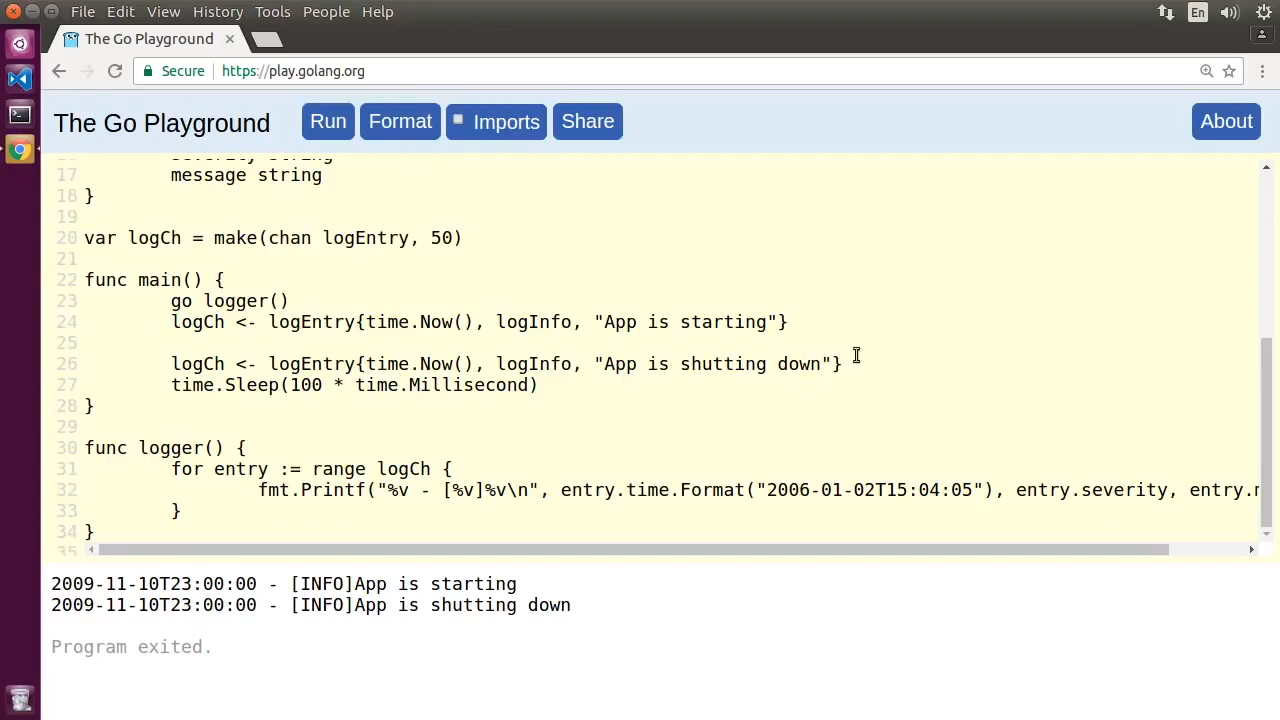 File Edit View History Tools People Help
En
The Go Playground
Secure https://play.golang.org
The Go Playground Run Format Imports Share About
severity string
17 message string
18 }
19
20 var logCh = make(chan logEntry, 50)
21
22 func main() {
23 go logger()
24 logCh <- logEntry{time.Now(), logInfo, "App is starting"}
25
26 logCh <- logEntry{time.Now(), logInfo, "App is shutting down"}
27 time.Sleep(100 * time.Millisecond)
28 }
29
30 func logger() {
31 for entry := range logCh {
32 fmt.Printf("%v - [%v]%v\n", entry.time.Format("2006-01-02T15:04:05"), entry.severity, entry.
33 }
34 }
35
2009-11-10T23:00:00 - [INFO]App is starting
2009-11-10T23:00:00 - [INFO]App is shutting down
Program exited.